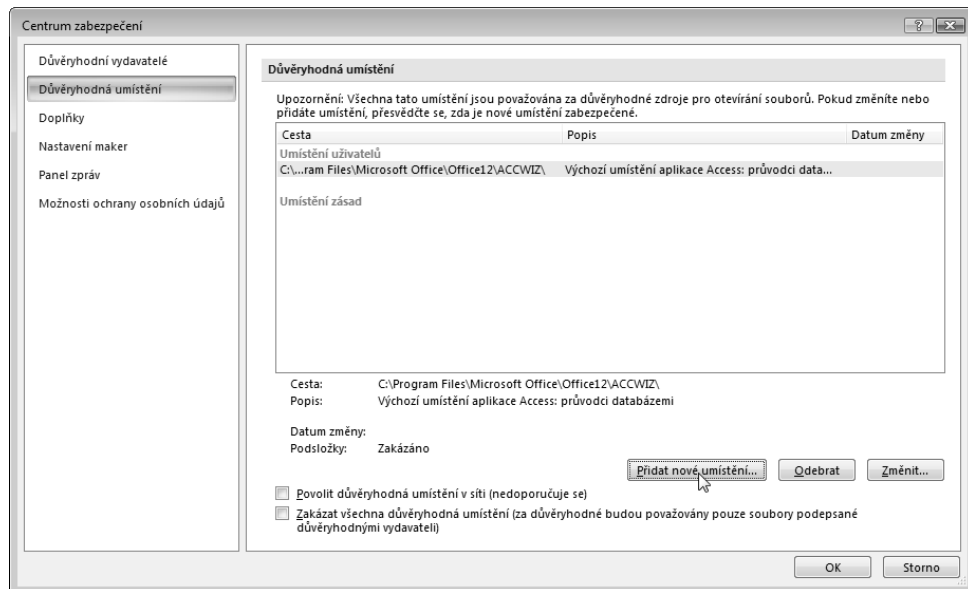 Centrum zabezpečení
Důvěryhodní vydavatelé
Důvěryhodná umístění
Doplňky
Nastavení maker
Panel zpráv
Možnosti ochrany osobních údajů
Důvěryhodná umístění
Upozornění: Všechna tato umístění jsou považována za důvěryhodné zdroje pro otevírání souborů. Pokud změníte nebo
přidáte umístění, přesvědčte se, zda je nové umístění zabezpečené.
Cesta Popis Datum změny
Umístění uživatelů
C:\...ram Files\Microsoft Office\Office12\ACCWIZ\ Výchozí umístění aplikace Access: průvodci data...
Umístění zásad
Cesta: C:\Program Files\Microsoft Office\Office12\ACCWIZ\
Popis: Výchozí umístění aplikace Access: průvodci databázemi
Datum změny:
Podsložky: Zakázáno
Přidat nové umístění... Odebrat Změnit...
Povolit důvěryhodná umístění v síti (nedoporučuje se)
Zakázat všechna důvěryhodná umístění (za důvěryhodné budou považovány pouze soubory podepsané
důvěryhodnými vydavateli)
OK Storno